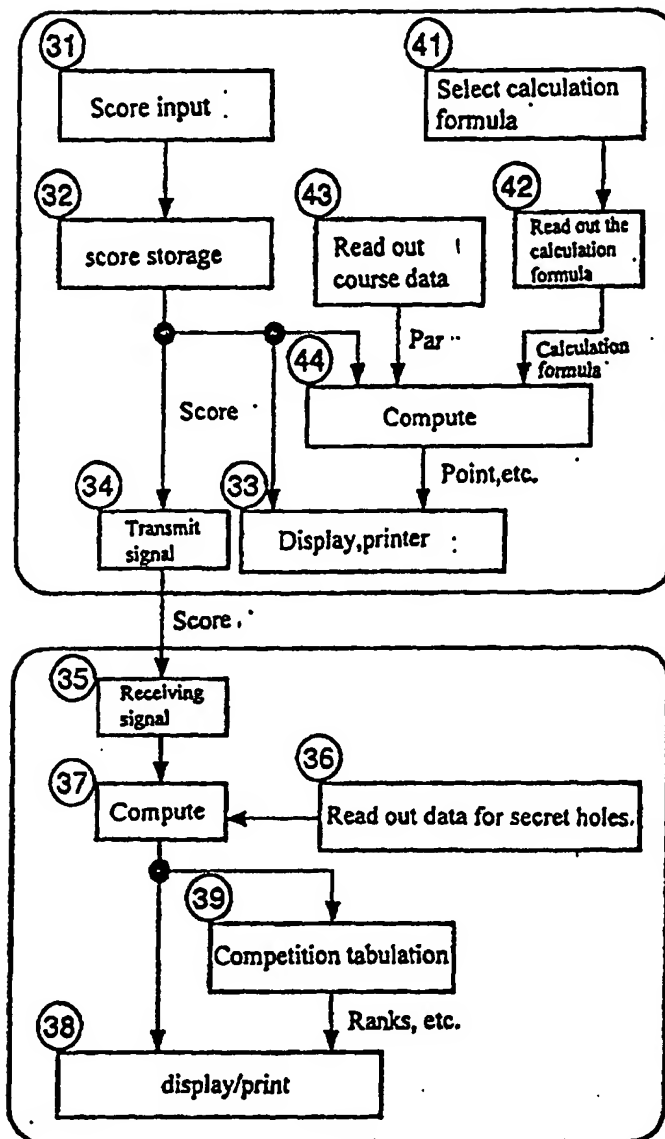 31
Score input
41
Select calculation
formula
32
score storage
43
Read out
course data
42
Read out the
calculation
formula
Par
Calculation
formula
44
Compute
Score
Point,etc.
34
Transmit
signal
33
Display,printer
Score
35
Receiving
signal
37
Compute
36
Read out data for secret holes.
39
Competition tabulation
Ranks, etc.
38
display/print